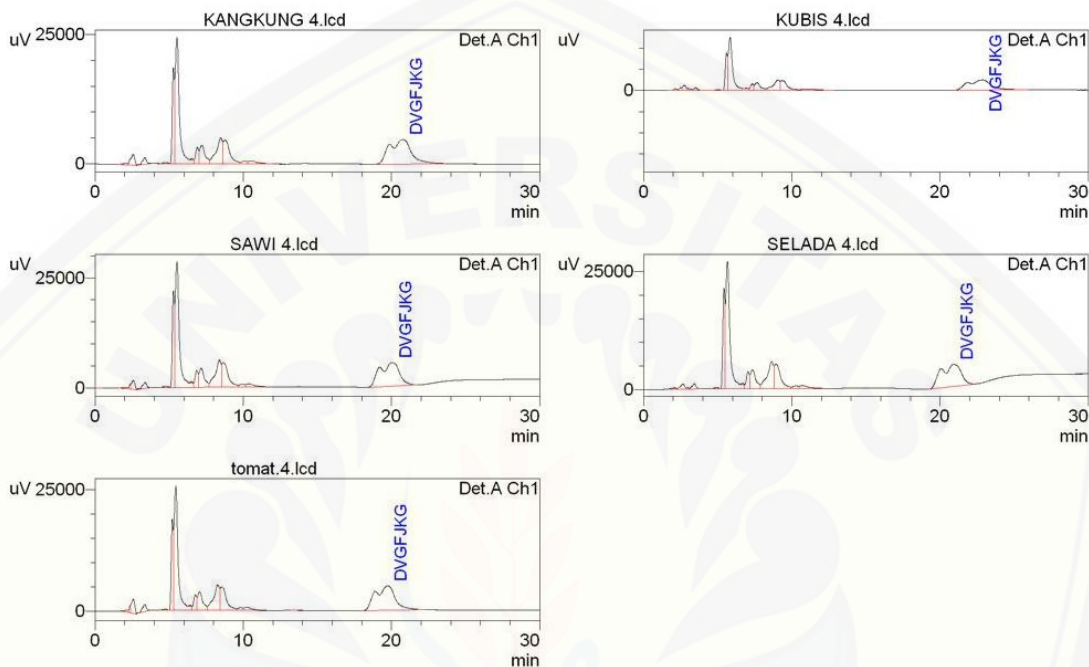 KANGKUNG 4.lcd
uV
25000
Det.A Ch1
DVGFJKG
0
0 10 20 30
min
KUBIS 4.lcd
uV
Det.A Ch1
DVGFJKG
0
0 10 20 30
min
SAWI 4.lcd
uV
25000
Det.A Ch1
DVGFJKG
0
0 10 20 30
min
SELADA 4.lcd
uV
25000
Det.A Ch1
DVGFJKG
0
0 10 20 30
min
tomat.4.lcd
uV
25000
Det.A Ch1
DVGFJKG
0
0 10 20 30
min
UNIVERSITAS